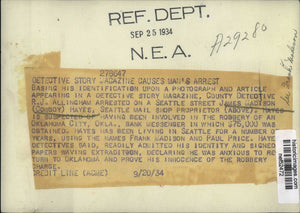 REF. DEPT.
SEP 25 1934
N. E. A.
A29280
279647
DETECTIVE STORY MAGAZINE CAUSES MAN'S ARREST
BASING HIS IDENTIFICATION UPON A PHOTOGRAPH AND ARTICLE
APPEARING IN A DETECTIVE STORY MAGAZINE, COUNTY DETECTIVE
R.J. ALLINGHAM ARRESTED ON A SEATTLE STREET JAMES MADISON
(COWBOY) HAYES, SEATTLE MAIL SHOP PROPRIETOR (ABOVE). HAYES
IS SUSPECTED OF HAVING BEEN INVOLVED IN THE ROBBERY OF AN
OKLAHOMA CITY, OKLA., BANK MESSENGER IN WHICH $75,000 WAS
OBTAINED. HAYES HAS BEEN LIVING IN SEATTLE FOR A NUMBER OF
YEARS, USING THE NAMES FRANK MADISON AND PAUL PRICE. HAYES
DETECTIVES SAID, READILY ADMITTED HIS IDENTITY AND SIGNED
PAPERS WAIVING EXTRADITION, DECLARING HE WAS ANXIOUS TO RE-
TURN TO OKLAHOMA AND PROVE HIS INNOCENCE OF THE ROBBERY
CHARGE.
CREDIT LINE (ACME) 9/20/34